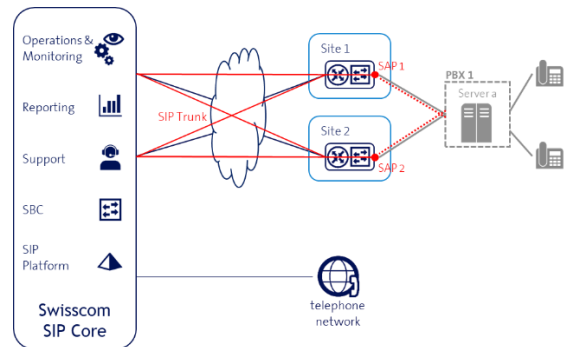 Operations &
Monitoring
Reporting
Support
SBC
SIP
Platform
Swisscom
SIP Core
SIP Trunk
Site 1
SAP 1
Site 2
SAP 2
PBX 1
Server a
telephone
network